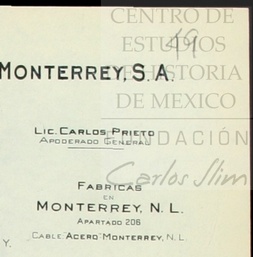 CENTRO DE
ESTUDIOS
49
MONTERREY, S.A.
DE HISTORIA
DE MEXICO
LIC. CARLOS PRIETO
APODERADO GENERAL
FUNDACIÓN
Carlos Slim
FABRICAS
EN
MONTERREY, N. L.
APARTADO 206
Y.
CABLE "ACERO" MONTERREY, N. L.